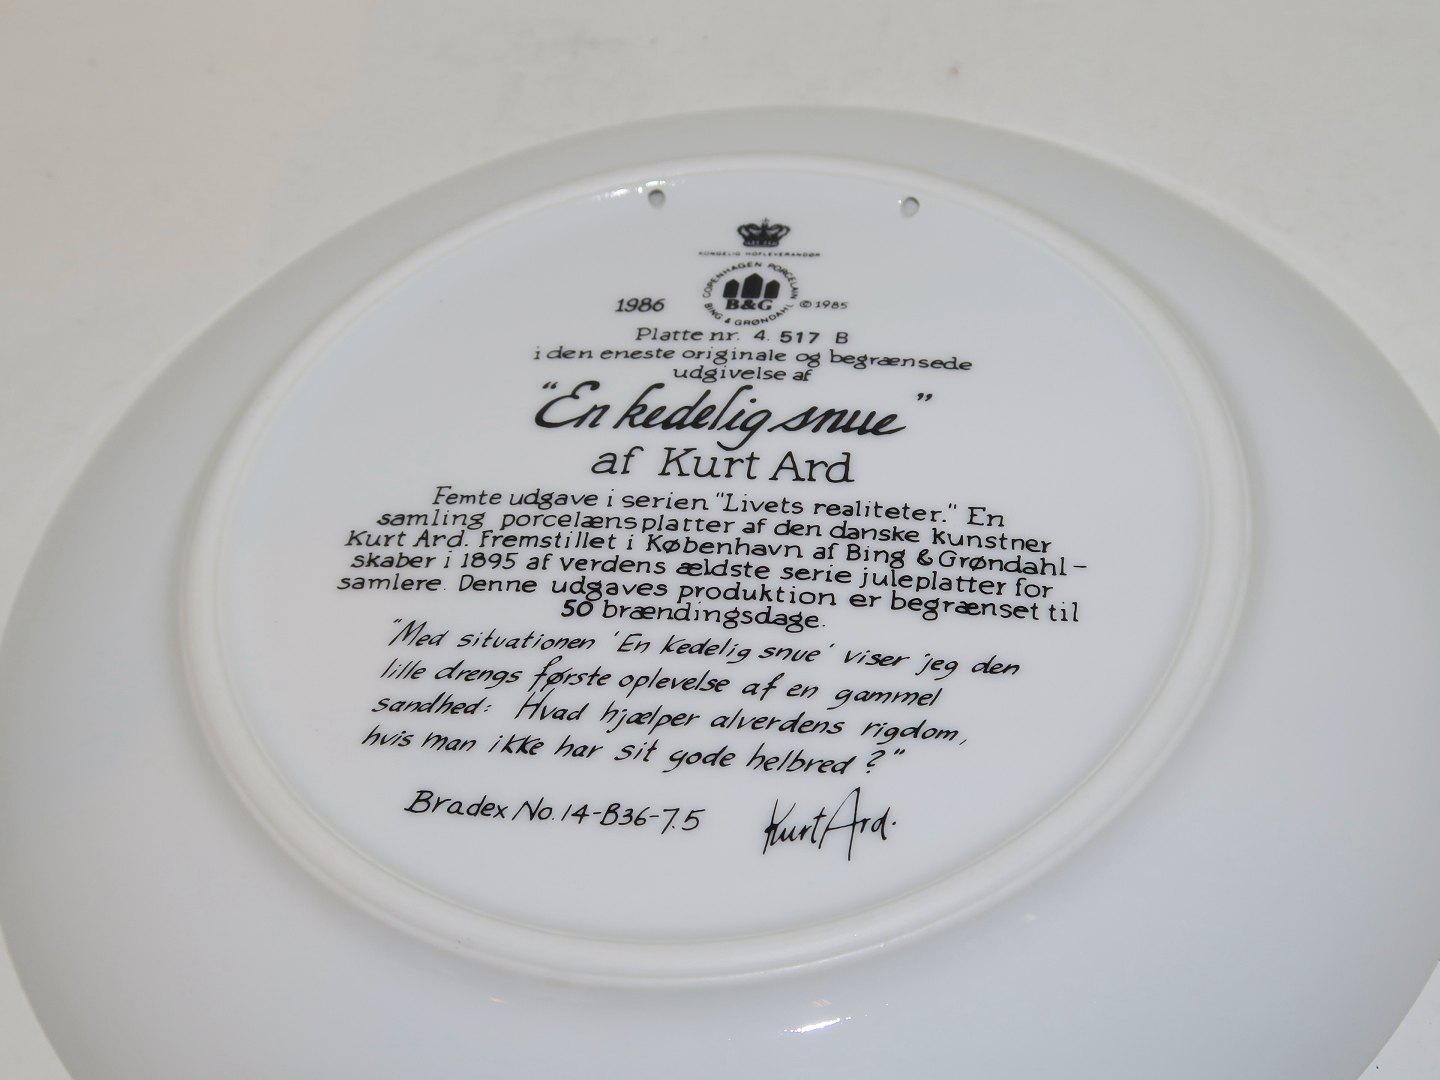 KONGELIG HOFLEVERANDØR
COPENHAGEN PORCELAIN
B&G
BING & GRØNDAHL
1986
©1985
Platte nr. 4. 517 B
i den eneste originale og begrænsede
udgivelse af
"En kedelig snue"
af Kurt Ard
Femte udgave i serien "Livets realiteter." En
samling porcelænsplatter af den danske kunstner
Kurt Ard. Fremstillet i København af Bing & Grøndahl –
skaber i 1895 af verdens ældste serie juleplatter for
samlere. Denne udgaves produktion er begrænset til
50 brændingsdage.
"Med situationen 'En kedelig snue' viser jeg den
lille drengs første oplevelse af en gammel
sandhed: Hvad hjælper alverdens rigdom,
hvis man ikke har sit gode helbred?"
Bradex No. 14-B36-7.5
Kurt Ard.